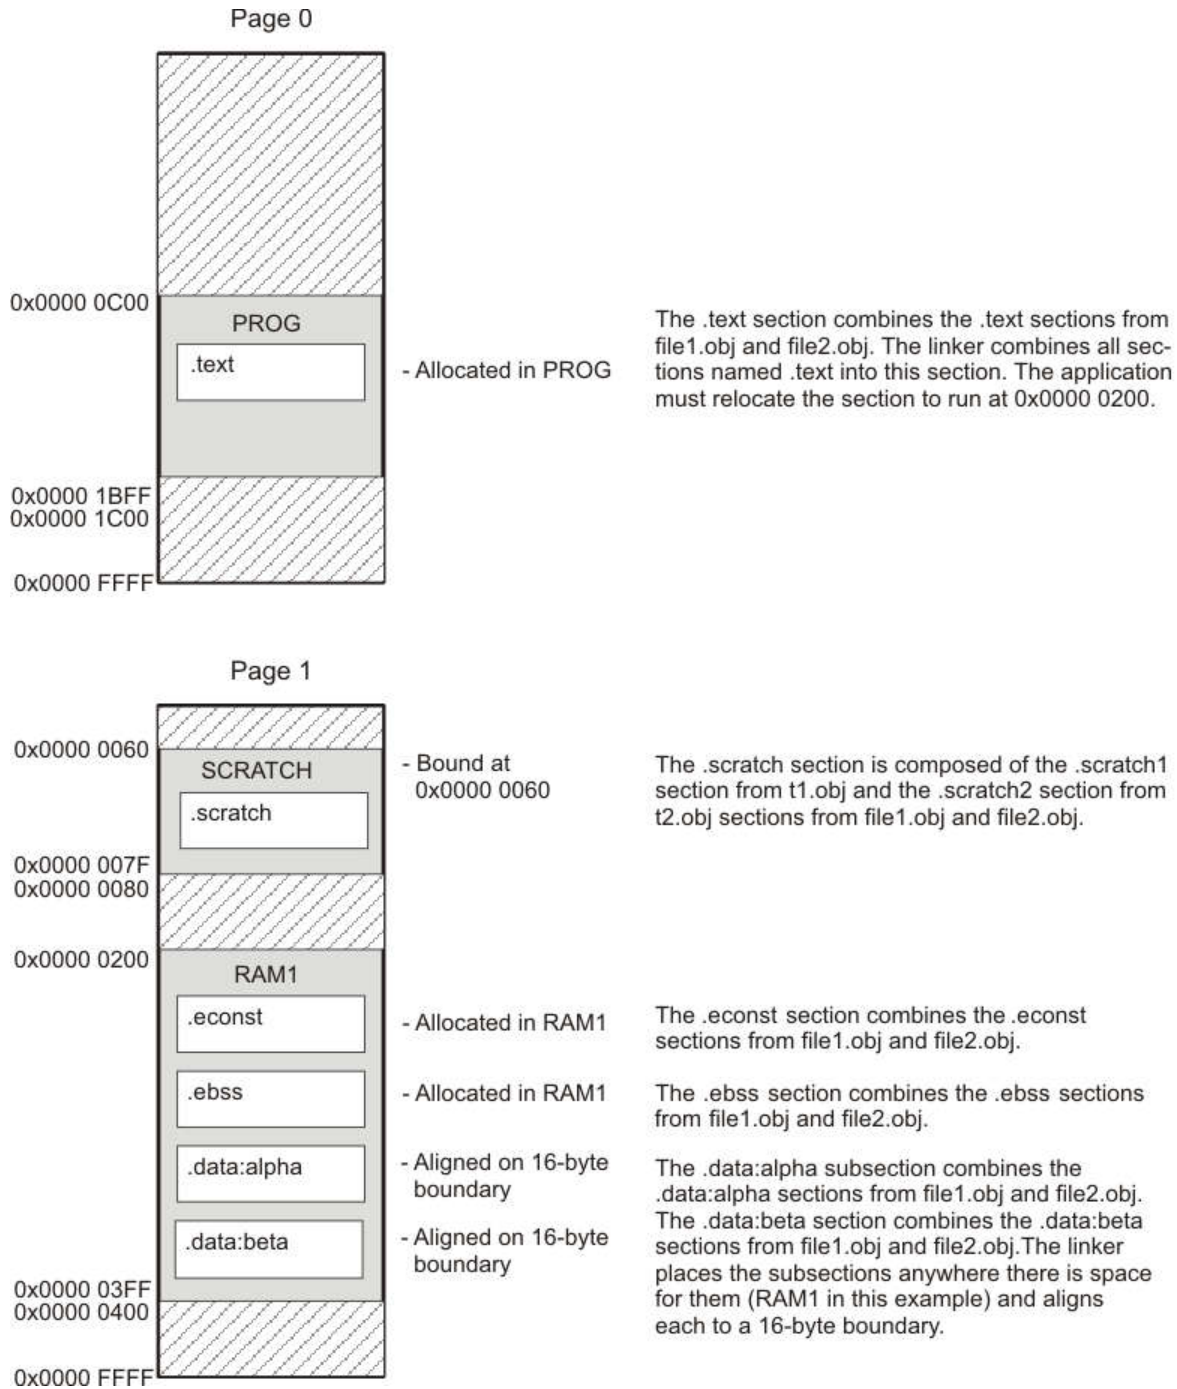 Page 0
0x0000 0C00
PROG
.text
- Allocated in PROG
The .text section combines the .text sections from
file1.obj and file2.obj. The linker combines all sec-
tions named .text into this section. The application
must relocate the section to run at 0x0000 0200.
0x0000 1BFF
0x0000 1C00
0x0000 FFFF
Page 1
0x0000 0060
SCRATCH
.scratch
- Bound at
0x0000 0060
The .scratch section is composed of the .scratch1
section from t1.obj and the .scratch2 section from
t2.obj sections from file1.obj and file2.obj.
0x0000 007F
0x0000 0080
0x0000 0200
RAM1
.econst
- Allocated in RAM1
The .econst section combines the .econst
sections from file1.obj and file2.obj.
.ebss
- Allocated in RAM1
The .ebss section combines the .ebss sections
from file1.obj and file2.obj.
.data:alpha
- Aligned on 16-byte
boundary
The .data:alpha subsection combines the
.data:alpha sections from file1.obj and file2.obj.
.data:beta
- Aligned on 16-byte
boundary
The .data:beta section combines the .data:beta
sections from file1.obj and file2.obj.The linker
places the subsections anywhere there is space
for them (RAM1 in this example) and aligns
each to a 16-byte boundary.
0x0000 03FF
0x0000 0400
0x0000 FFFF